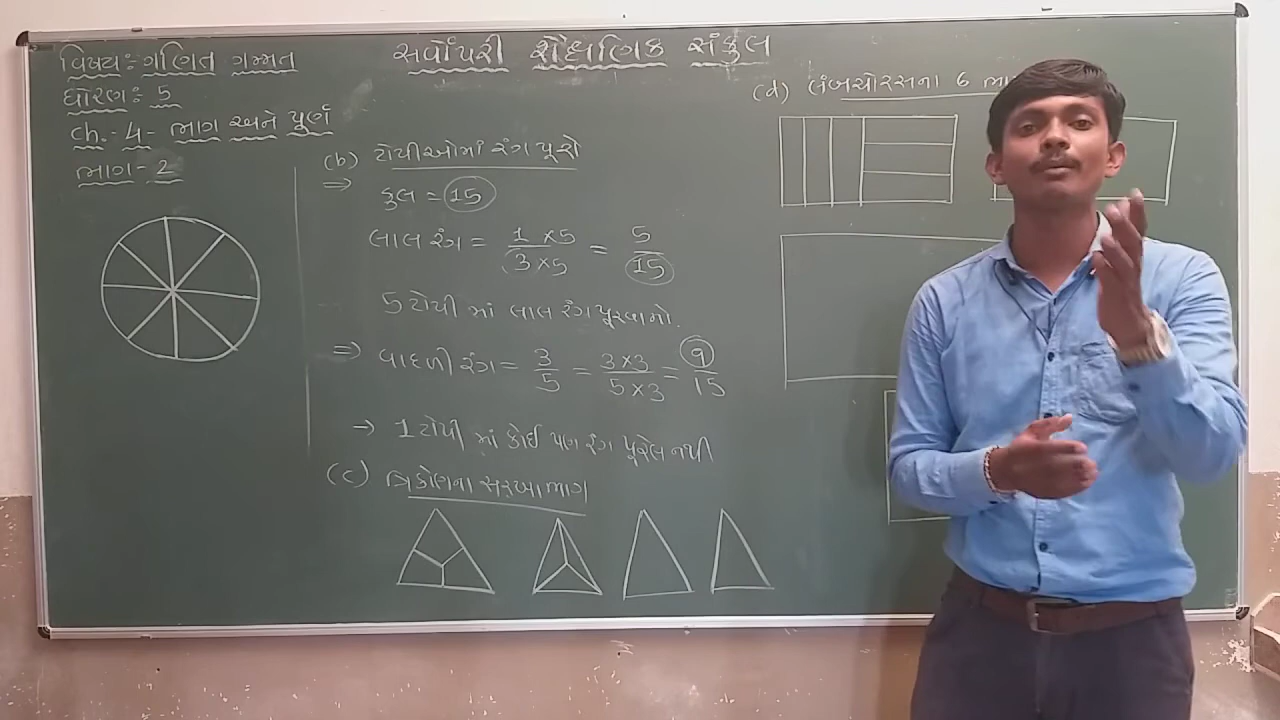 સર્વોપરી શૈક્ષણિક સંકુલ
વિષય:- ગણિત ગમ્મત
ધોરણ: 5
ch.-4- ભાગ અને પૂર્ણ
ભાગ-2
(b) ટોપીઓમાં રંગ પૂરો
⇒ કુલ = 15
લાલ રંગ = 1 ×5 / 3 ×5 = 5 / 15
5 ટોપી માં લાલ રંગ પૂરવાનો.
⇒ વાદળી રંગ = 3 / 5 = 3 ×3 / 5 ×3 = 9 / 15
→ 1 ટોપી માં કોઈ પણ રંગ પૂરેલ નથી
(c) ત્રિકોણના સરખા ભાગ
(d) લંબચોરસના 6